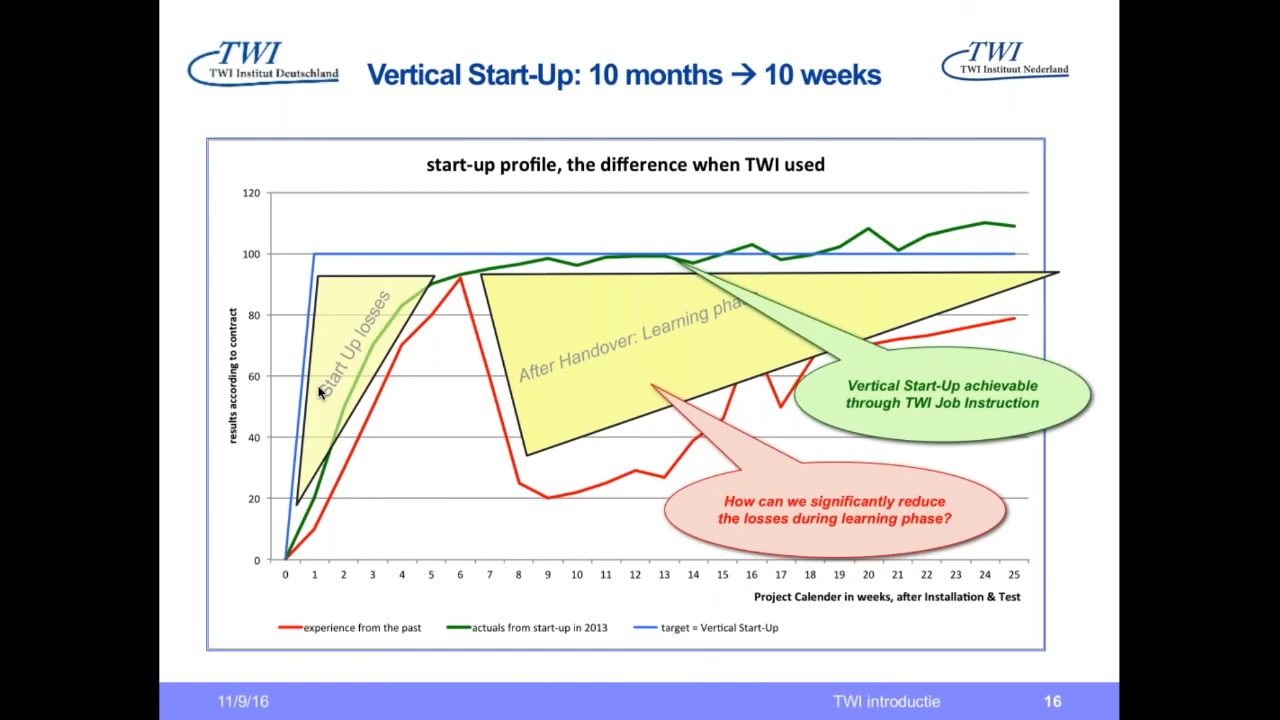 TWI
TWI Institut Deutschland
Vertical Start-Up: 10 months → 10 weeks
TWI
TWI Instituut Nederland
start-up profile, the difference when TWI used
120
100
80
60
40
20
0
results according to contract
Start Up losses
After Handover: Learning phas
Vertical Start-Up achievable
through TWI Job Instruction
How can we significantly reduce
the losses during learning phase?
0 1 2 3 4 5 6 7 8 9 10 11 12 13 14 15 16 17 18 19 20 21 22 23 24 25
Project Calender in weeks, after Installation & Test
experience from the past
actuals from start-up in 2013
target = Vertical Start-Up
11/9/16
TWI introductie
16